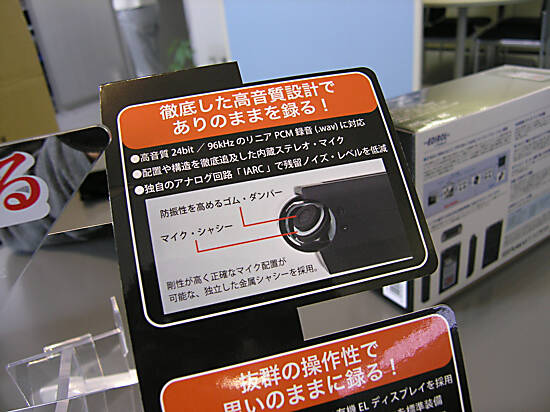 徹底した高音質設計で
ありのままを録る！
●高音質 24bit ／ 96kHz のリニア PCM 録音 (.wav) に対応
●配置や構造を徹底追及した内蔵ステレオ・マイク
●独自のアナログ回路「 IARC 」で残留ノイズ・レベルを低減
防振性を高めるゴム・ダンパー
マイク・シャシー
剛性が高く正確なマイク配置が
可能な、独立した金属シャシーを採用。
抜群の操作性で
思いのままに録る！
有機 EL ディスプレイを採用
標準装備
る
EDIROL